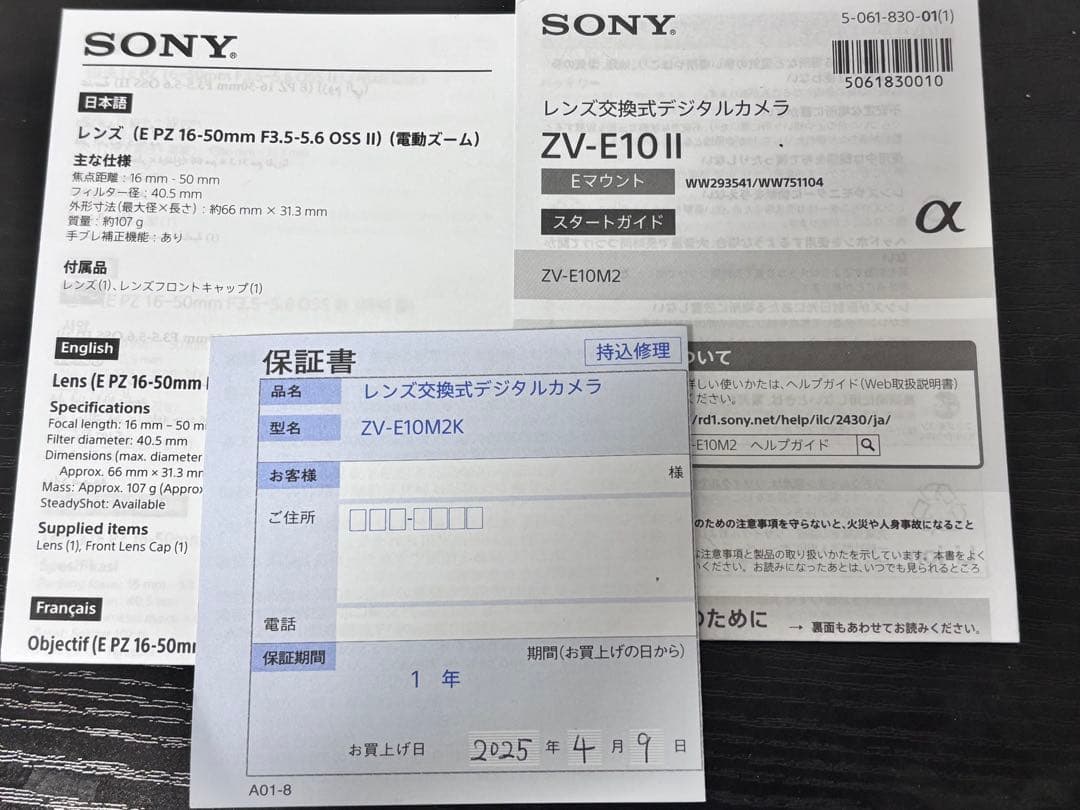 SONY®
日本語
レンズ（E PZ 16-50mm F3.5-5.6 OSS II）（電動ズーム）
主な仕様
焦点距離：16 mm - 50 mm
フィルター径：40.5 mm
外形寸法（最大径×長さ）：約66 mm × 31.3 mm
質量：約107 g
手ブレ補正機能：あり
付属品
レンズ(1)、レンズフロントキャップ(1)
English
Lens (E PZ 16-50mm
Specifications
Focal length: 16 mm – 50 m
Filter diameter: 40.5 mm
Dimensions (max. diameter
Approx. 66 mm × 31.3 mm
Mass: Approx. 107 g (Approx
SteadyShot: Available
Supplied items
Lens (1), Front Lens Cap (1)
Français
Objectif (E PZ 16-50mm
SONY®
5-061-830-01(1)
5061830010
レンズ交換式デジタルカメラ
ZV-E10 II
Eマウント WW293541/WW751104
スタートガイド
α
ZV-E10M2
ついて
詳しい使いかたは、ヘルプガイド（Web取扱説明書）
ください。
/rd1.sony.net/help/ilc/2430/ja/
-E10M2 ヘルプガイド
のための注意事項を守らないと、火災や人身事故になること
注意事項と製品の取り扱いかたを示しています。本書をよく
ください。お読みになったあとは、いつでも見られるところ
のために → 裏面もあわせてお読みください。
保証書 持込修理
品名 レンズ交換式デジタルカメラ
型名 ZV-E10M2K
お客様 様
ご住所
電話
保証期間 期間（お買上げの日から）
1 年
お買上げ日 2025 年 4 月 9 日
A01-8